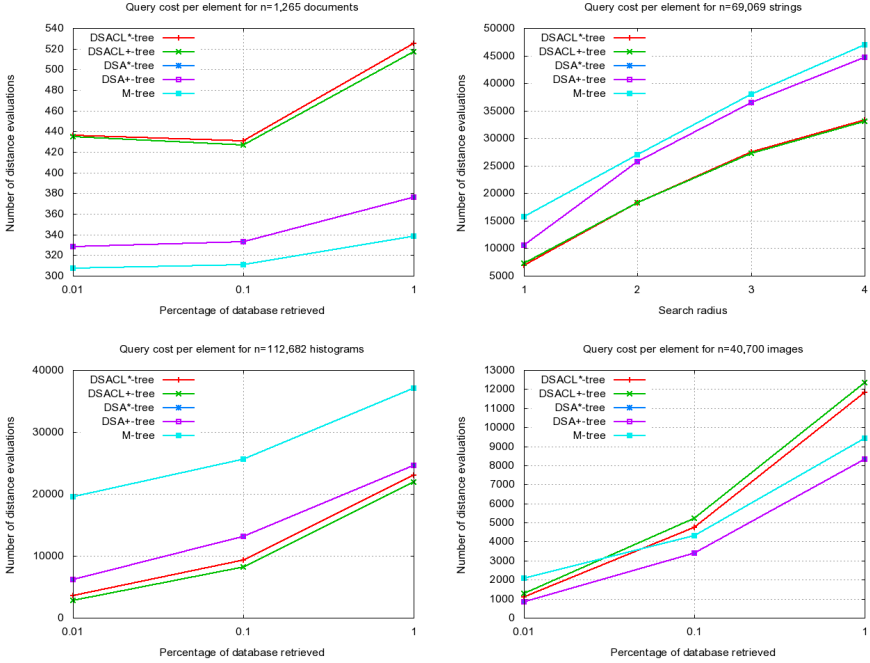 Query cost per element for n=1,265 documents
DSACL*-tree
DSACL+-tree
DSA*-tree
DSA+-tree
M-tree
Number of distance evaluations
540
520
500
480
460
440
420
400
380
360
340
320
300
0.01
0.1
1
Percentage of database retrieved
Query cost per element for n=69,069 strings
DSACL*-tree
DSACL+-tree
DSA*-tree
DSA+-tree
M-tree
Number of distance evaluations
50000
45000
40000
35000
30000
25000
20000
15000
10000
5000
1
2
3
4
Search radius
Query cost per element for n=112,682 histograms
DSACL*-tree
DSACL+-tree
DSA*-tree
DSA+-tree
M-tree
Number of distance evaluations
40000
30000
20000
10000
0
0.01
0.1
1
Percentage of database retrieved
Query cost per element for n=40,700 images
DSACL*-tree
DSACL+-tree
DSA*-tree
DSA+-tree
M-tree
Number of distance evaluations
13000
12000
11000
10000
9000
8000
7000
6000
5000
4000
3000
2000
1000
0
0.01
0.1
1
Percentage of database retrieved